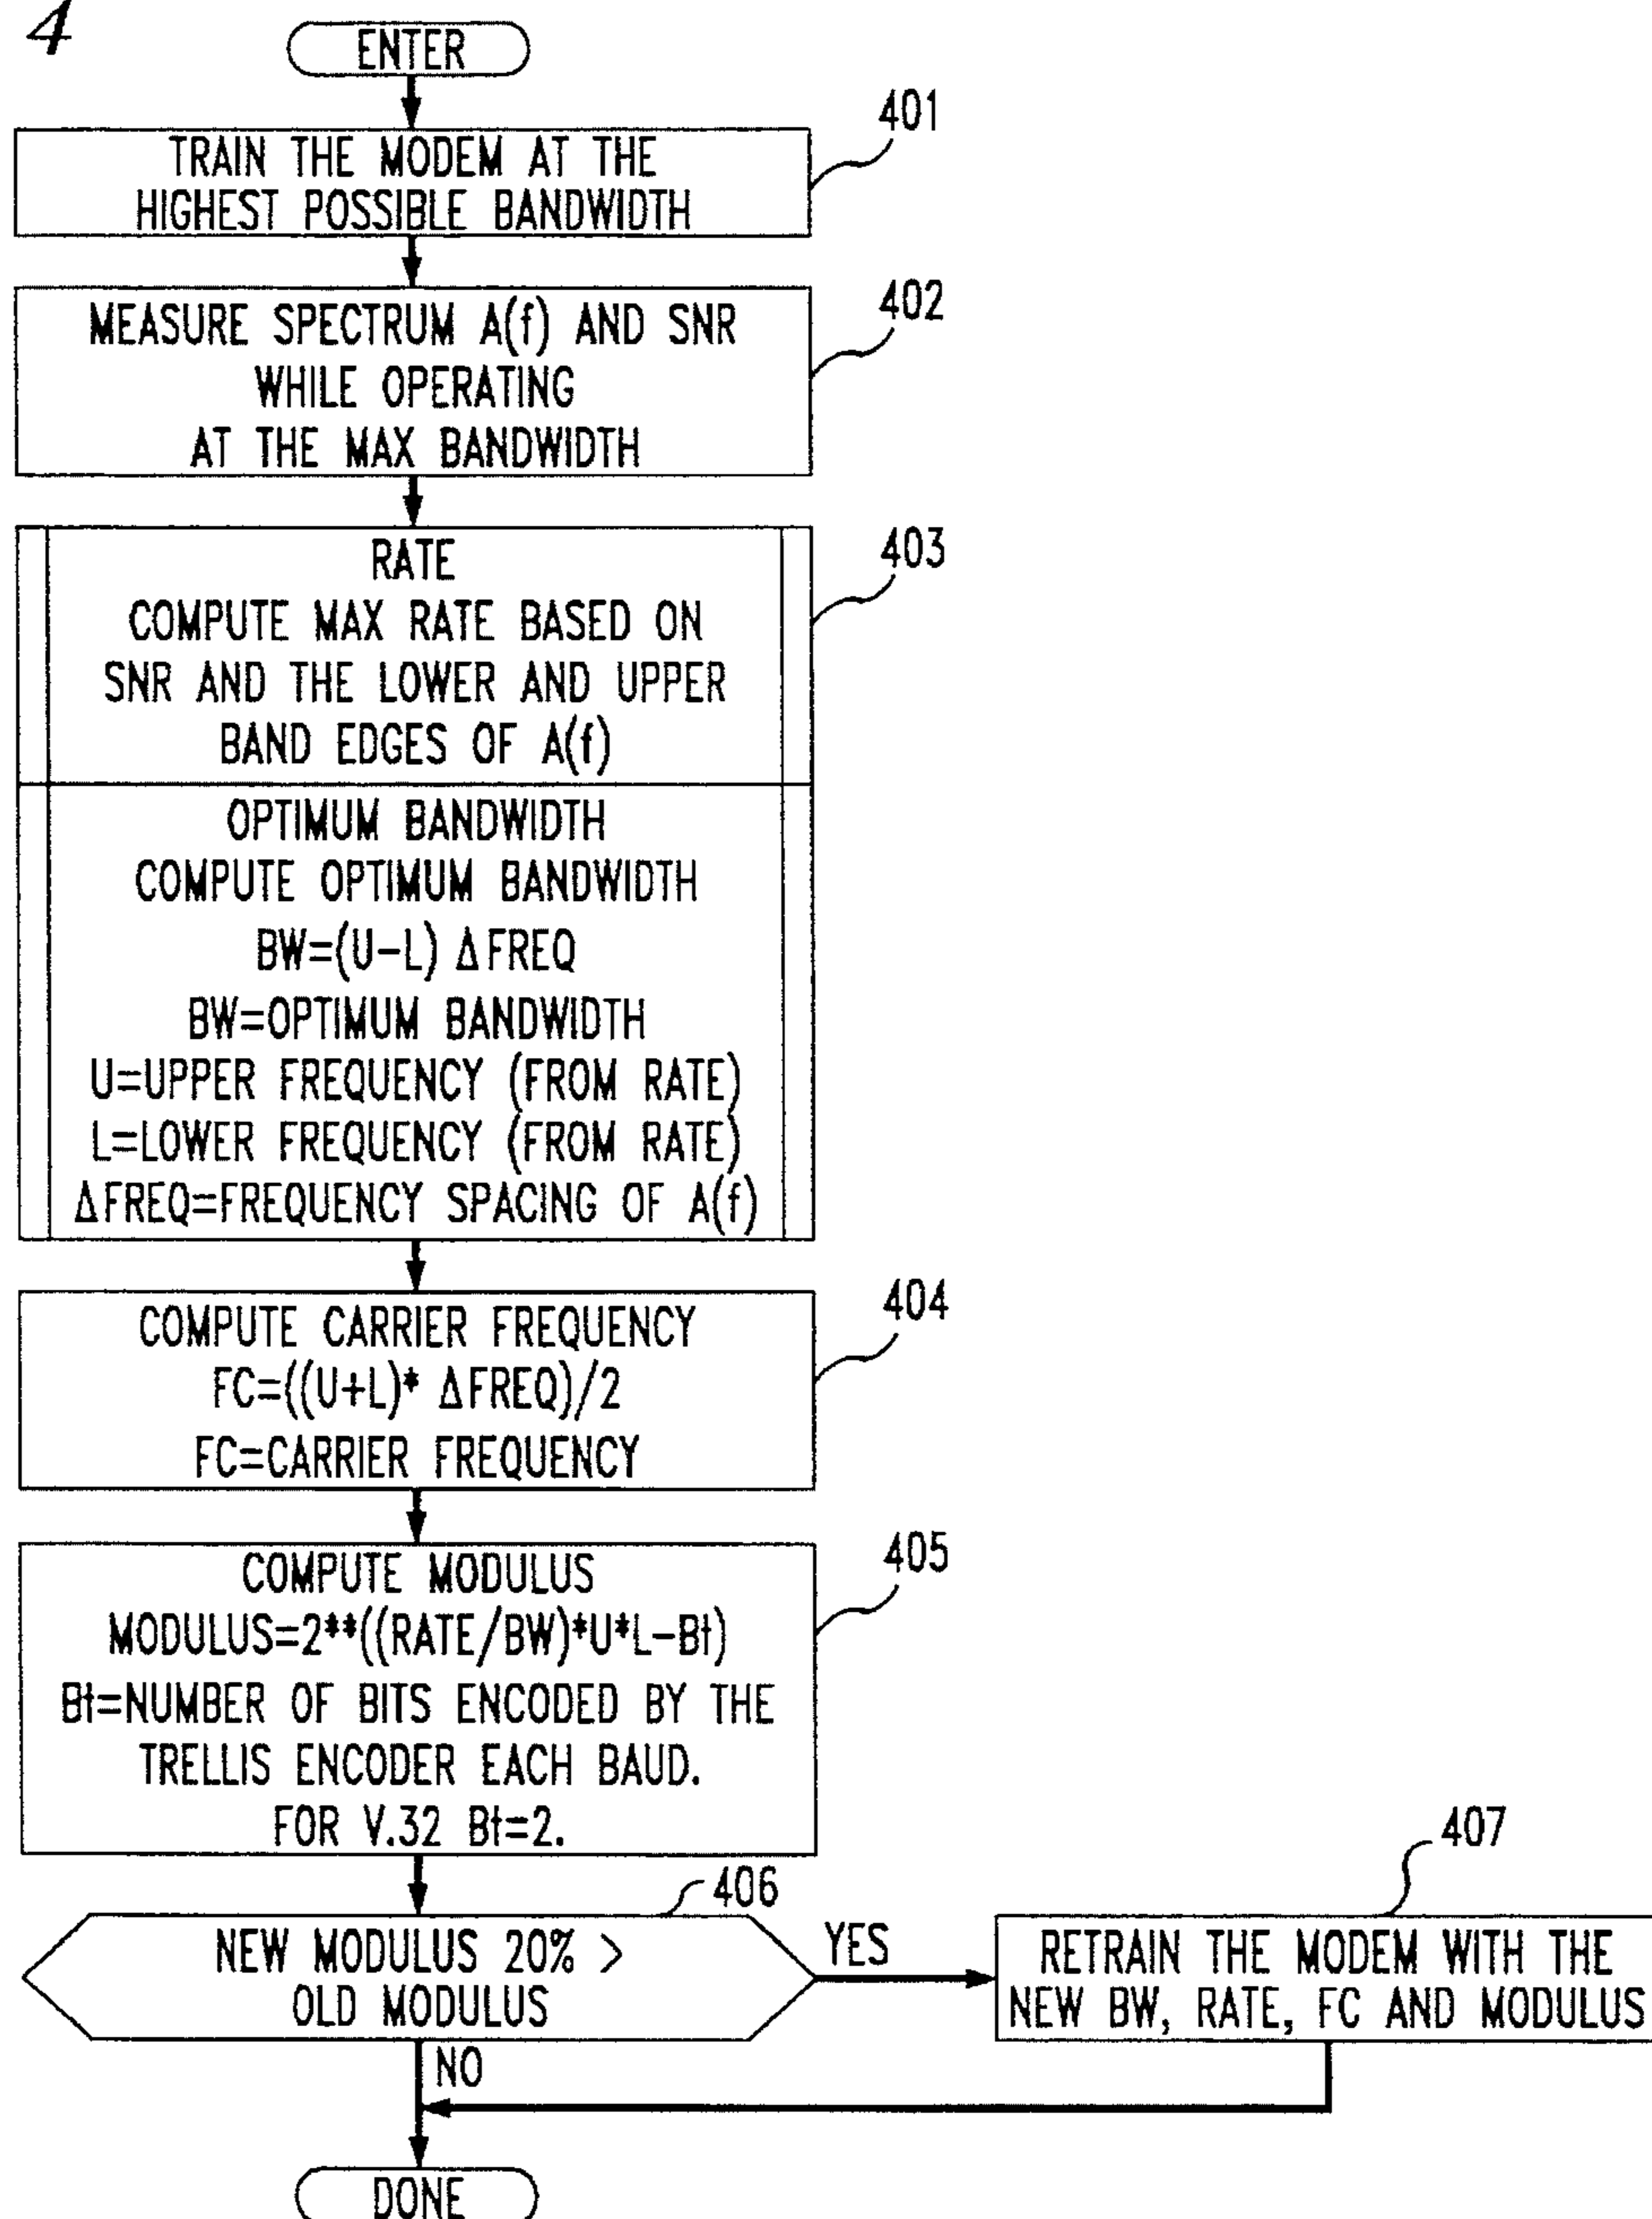 4
ENTER
401
TRAIN THE MODEM AT THE
HIGHEST POSSIBLE BANDWIDTH
402
MEASURE SPECTRUM A(f) AND SNR
WHILE OPERATING
AT THE MAX BANDWIDTH
403
RATE
COMPUTE MAX RATE BASED ON
SNR AND THE LOWER AND UPPER
BAND EDGES OF A(f)
OPTIMUM BANDWIDTH
COMPUTE OPTIMUM BANDWIDTH
BW=(U-L) ΔFREQ
BW=OPTIMUM BANDWIDTH
U=UPPER FREQUENCY (FROM RATE)
L=LOWER FREQUENCY (FROM RATE)
ΔFREQ=FREQUENCY SPACING OF A(f)
404
COMPUTE CARRIER FREQUENCY
FC=((U+L)* ΔFREQ)/2
FC=CARRIER FREQUENCY
405
COMPUTE MODULUS
MODULUS=2**((RATE/BW)*U*L-Bt)
Bt=NUMBER OF BITS ENCODED BY THE
TRELLIS ENCODER EACH BAUD.
FOR V.32 Bt=2.
406
NEW MODULUS 20% >
OLD MODULUS
YES
407
RETRAIN THE MODEM WITH THE
NEW BW, RATE, FC AND MODULUS
NO
DONE